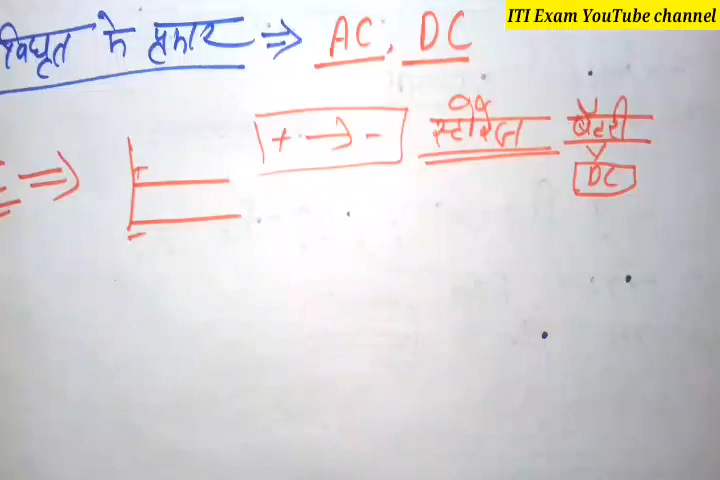 ITI Exam YouTube channel
विधुत के प्रकार ⇒ AC, DC
+ → - स्टोरेज बैटरी
⇒ +
DC
-